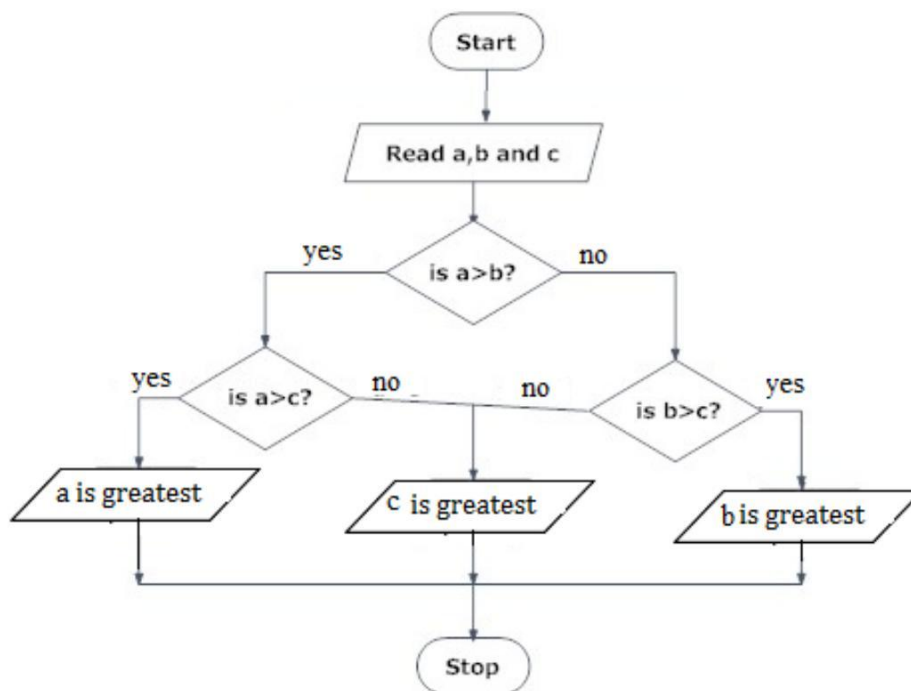 Start
Read a,b and c
yes
is a>b?
no
yes
is a>c?
no
no
is b>c?
yes
a is greatest
c is greatest
b is greatest
Stop